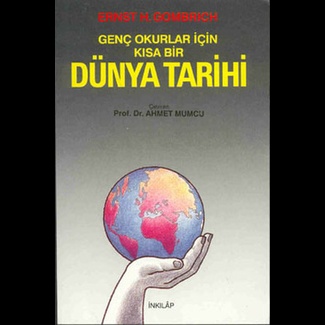 ERNST H. GOMBRICH
GENÇ OKURLAR İÇİN
KISA BİR
DÜNYA TARİHİ
Çeviren
Prof. Dr. AHMET MUMCU
İNKILÂP